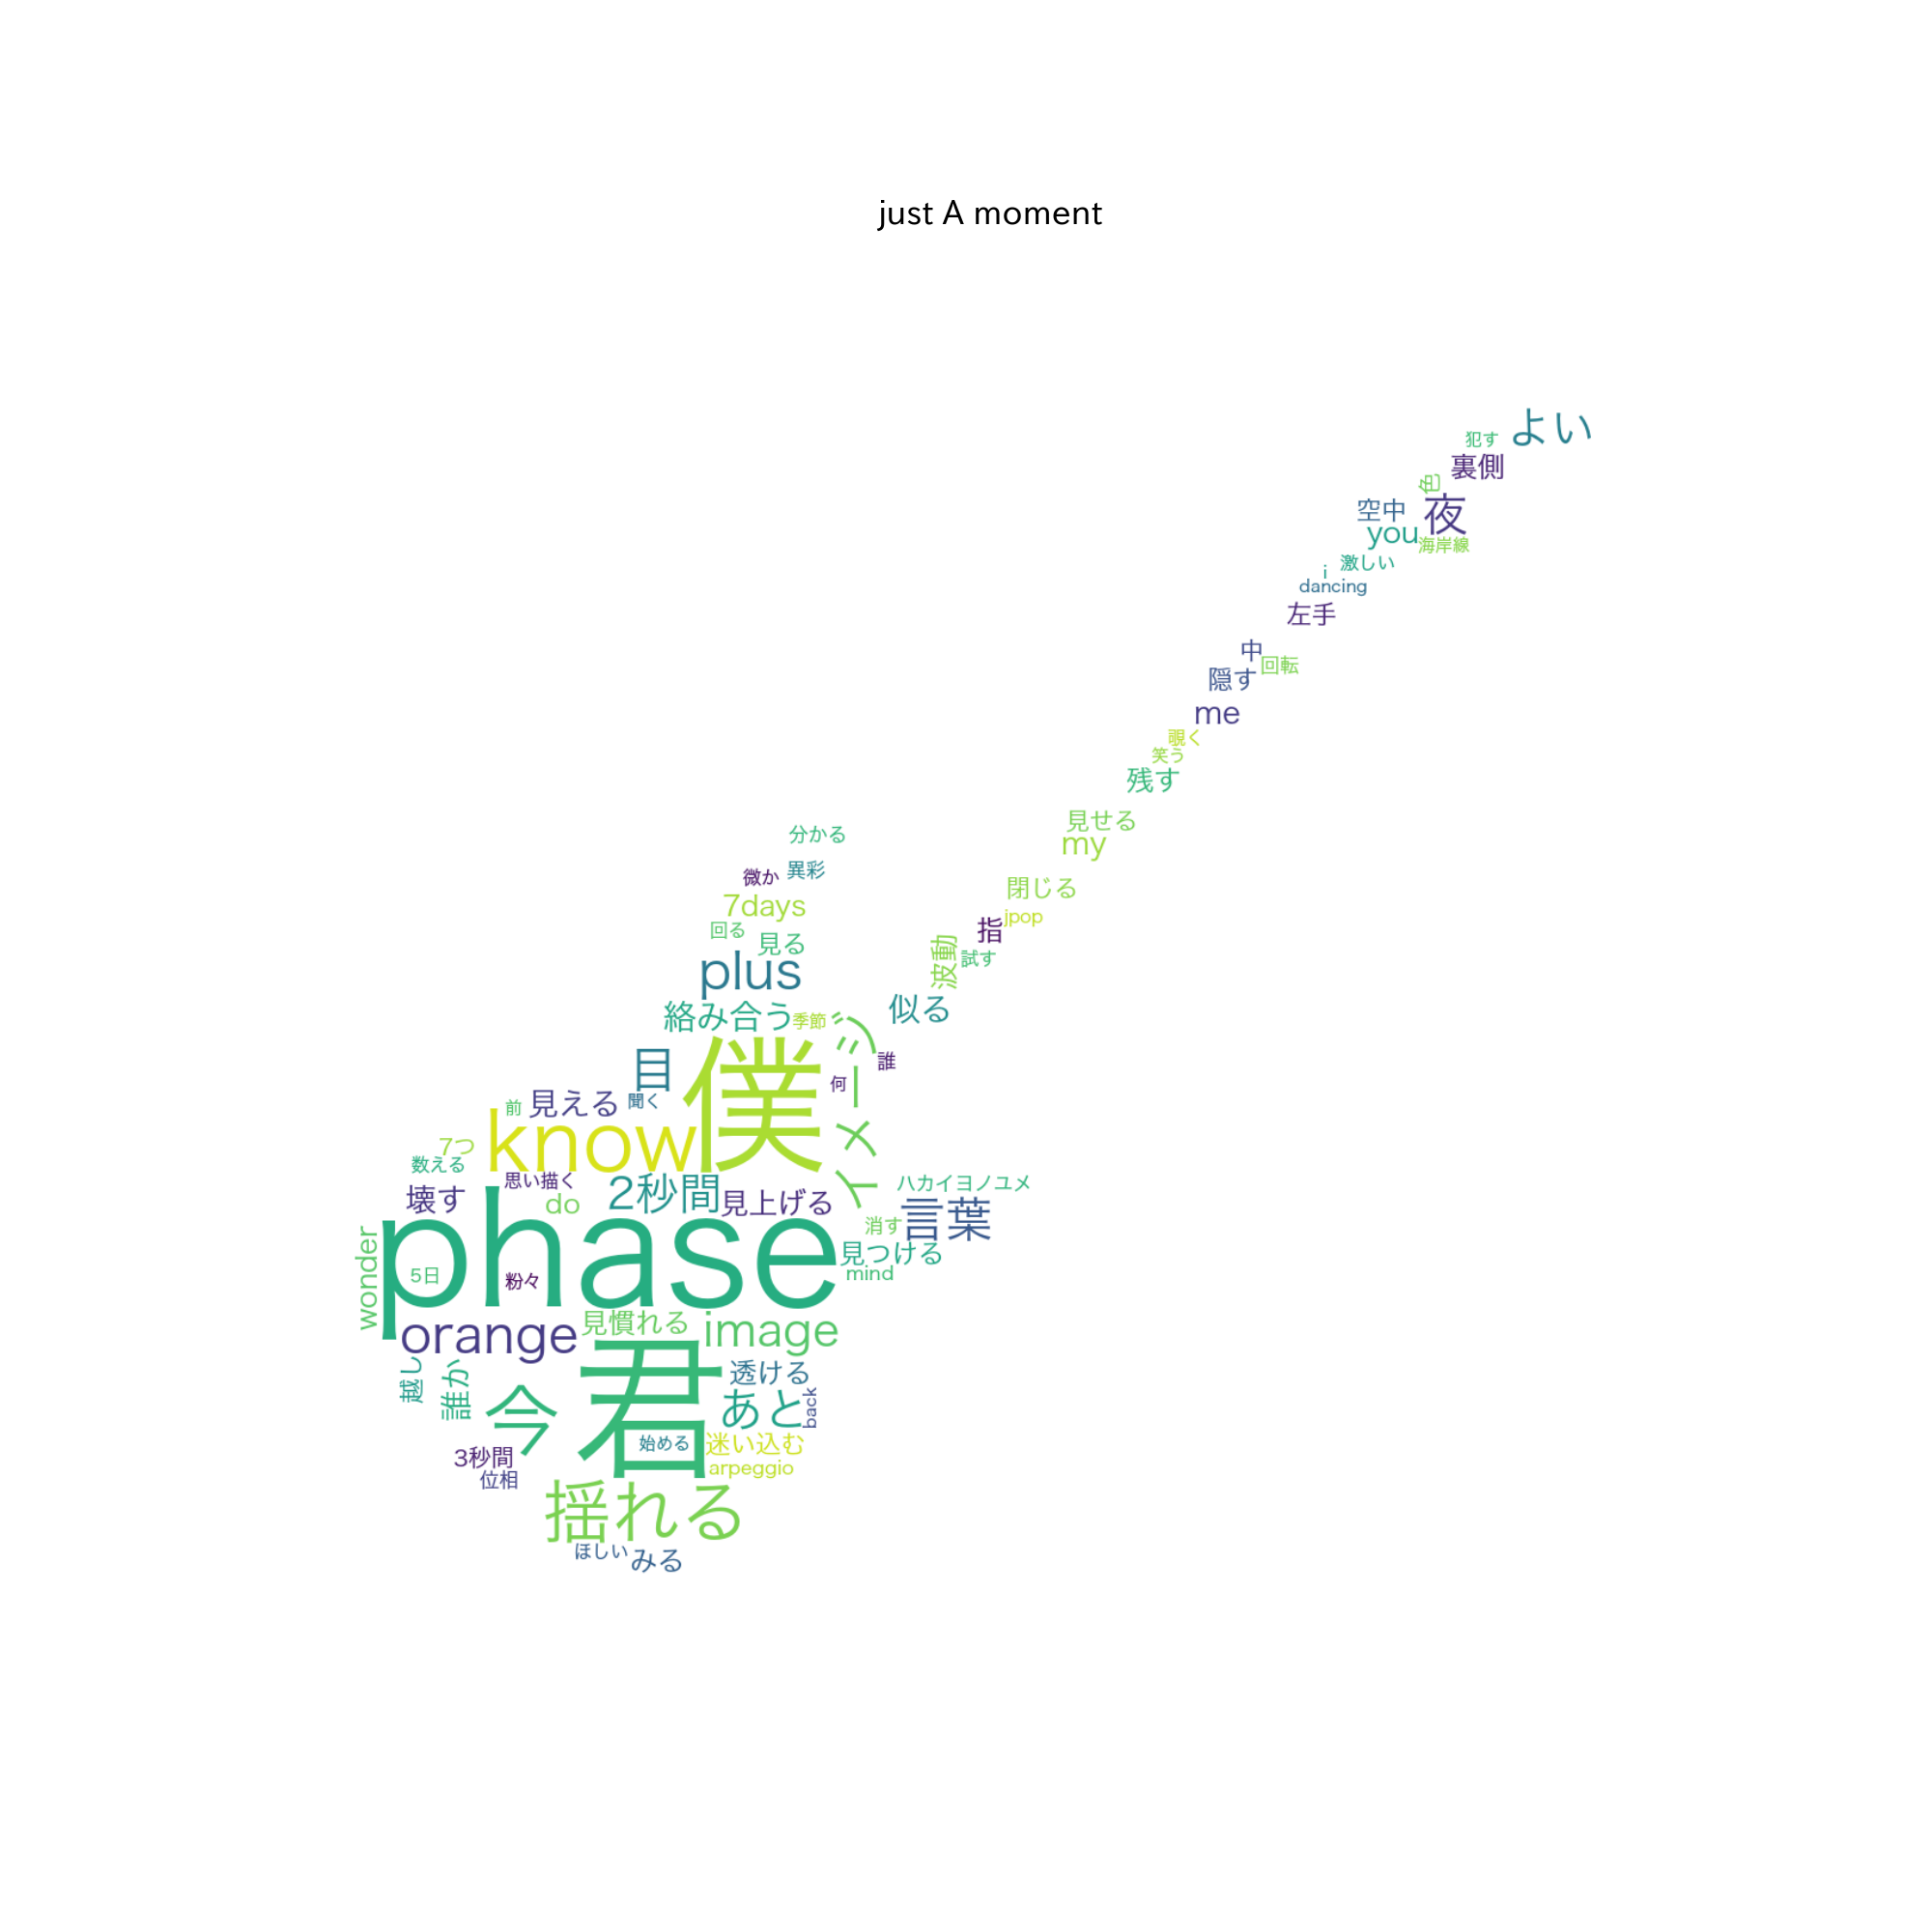 just A moment
よい
犯す
裏側
色
夜
空中
you
海岸線
激しい
i
dancing
左手
中
回転
隠す
me
覗く
笑う
残す
見せる
my
分かる
異彩
微か
閉じる
7days
jpop
指
回る
見る
波動
試す
plus
似る
絡み合う
季節
イメージ
誰
目
僕
何
聞く
見える
前
know
7つ
数える
思い描く
ハカイヨノユメ
壊す
do
2秒間
見上げる
言葉
消す
phase
見つける
mind
wonder
5日
粉々
見慣れる
orange
image
君
透ける
越し
誰か
今
あと
back
始める
迷い込む
3秒間
arpeggio
位相
揺れる
ほしい
みる